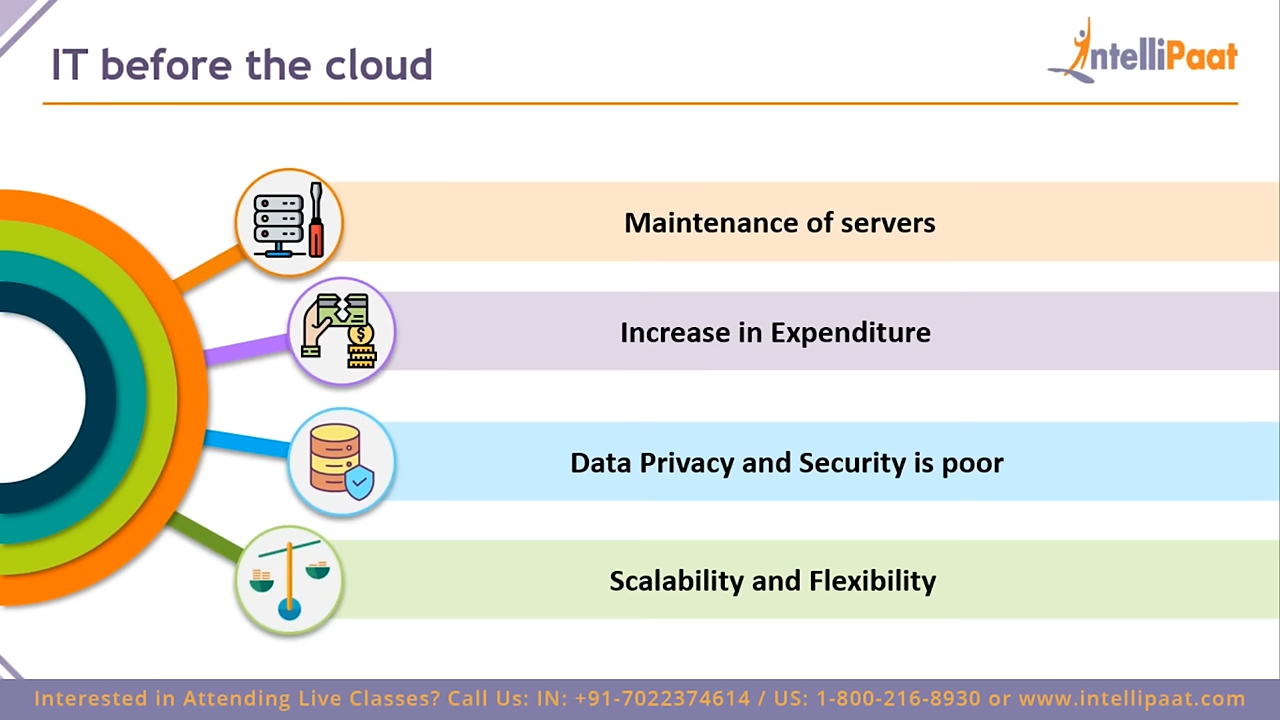 IT before the cloud
IntelliPaat
Maintenance of servers
Increase in Expenditure
Data Privacy and Security is poor
Scalability and Flexibility
Interested in Attending Live Classes? Call Us: IN: +91-7022374614 / US: 1-800-216-8930 or www.intellipaat.com